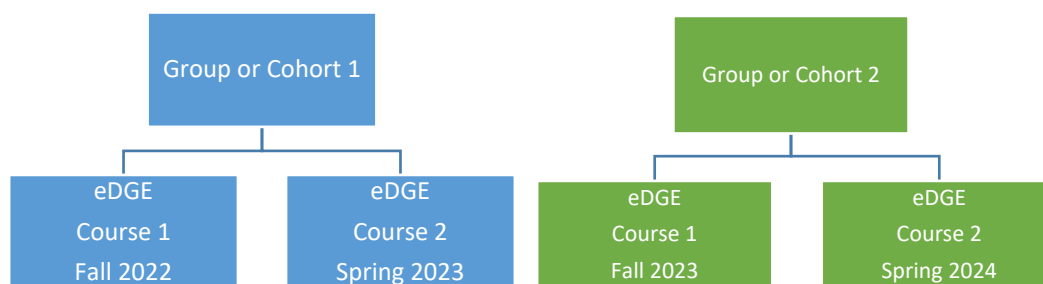 Group or Cohort 1
Group or Cohort 2
eDGE
Course 1
Fall 2022
eDGE
Course 2
Spring 2023
eDGE
Course 1
Fall 2023
eDGE
Course 2
Spring 2024